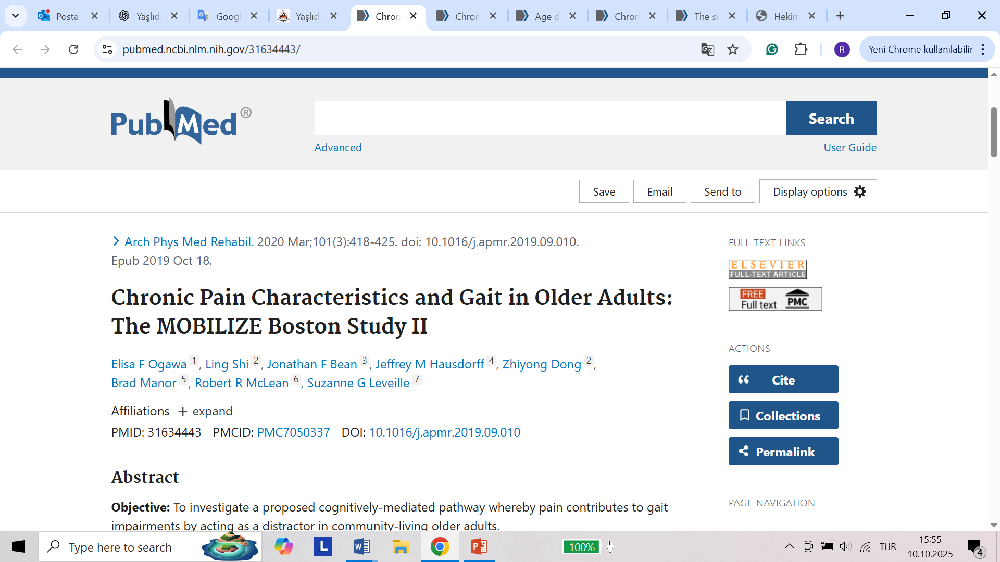 Posta
Yaşlıd
Googl
Yaşlıd
Chron
Chron
Age d
Chron
The si
Hekim
pubmed.ncbi.nlm.nih.gov/31634443/
R
Yeni Chrome kullanılabilir
PubMed®
Search
Advanced
User Guide
Save
Email
Send to
Display options
Arch Phys Med Rehabil. 2020 Mar;101(3):418-425. doi: 10.1016/j.apmr.2019.09.010.
Epub 2019 Oct 18.
Chronic Pain Characteristics and Gait in Older Adults:
The MOBILIZE Boston Study II
Elisa F Ogawa 1, Ling Shi 2, Jonathan F Bean 3, Jeffrey M Hausdorff 4, Zhiyong Dong 2,
Brad Manor 5, Robert R McLean 6, Suzanne G Leveille 7
Affiliations + expand
PMID: 31634443 PMCID: PMC7050337 DOI: 10.1016/j.apmr.2019.09.010
Abstract
Objective: To investigate a proposed cognitively-mediated pathway whereby pain contributes to gait
impairments by acting as a distractor in community-living older adults.
FULL TEXT LINKS
ELSEVIER
FULL-TEXT ARTICLE
FREE
Full text PMC
ACTIONS
Cite
Collections
Permalink
PAGE NAVIGATION
Type here to search
L
100%
TUR
15:55
10.10.2025
4